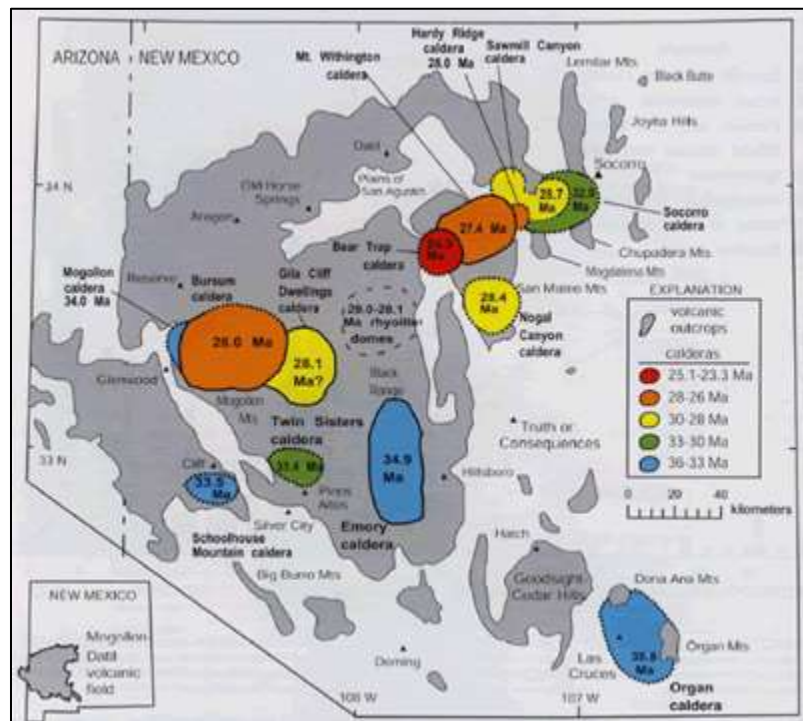 ARIZONA
NEW MEXICO
Mt. Withington
caldera
Hardy Ridge
caldera
28.0 Ma
Sawmill Canyon
caldera
Lemitar Mts.
Black Butte
Joyita Hills
Datil
Socorro
Plains of
San Agustin
34 N
Old Horse
Springs
Aragon
28.7
Ma
Ma
27.4 Ma
Socorro
caldera
Bear Trap
caldera
Ma
Chupadera Mts.
Magdalena Mts
San Mateo Mts
Mogollon
caldera
34.0 Ma
Reserve
Bursum
caldera
Gila Cliff
Dwellings
caldera
28.0-28.1
Ma rhyolite
domes
28.4
Ma
Nogal
Canyon
caldera
28.0 Ma
28.1
Ma?
Black
Range
Glenwood
Mogollon
Mts
EXPLANATION
volcanic
outcrops
calderas
25.1-23.3 Ma
28-26 Ma
30-28 Ma
33-30 Ma
36-33 Ma
0 20 40
kilometers
Twin Sisters
caldera
Truth or
Consequences
33 N
Cliff
Ma
34.9
Ma
Hillsboro
33.5
Ma
Pinos
Altos
Silver City
Emory
caldera
Schoolhouse
Mountain caldera
Hatch
Big Burro Mts
Goodsight
Cedar Hills
Dona Ana Mts
NEW MEXICO
Mogollon
Datil
volcanic
field
Deming
Las
Cruces
Ma
Organ Mts
Organ
caldera
108 W
107 W